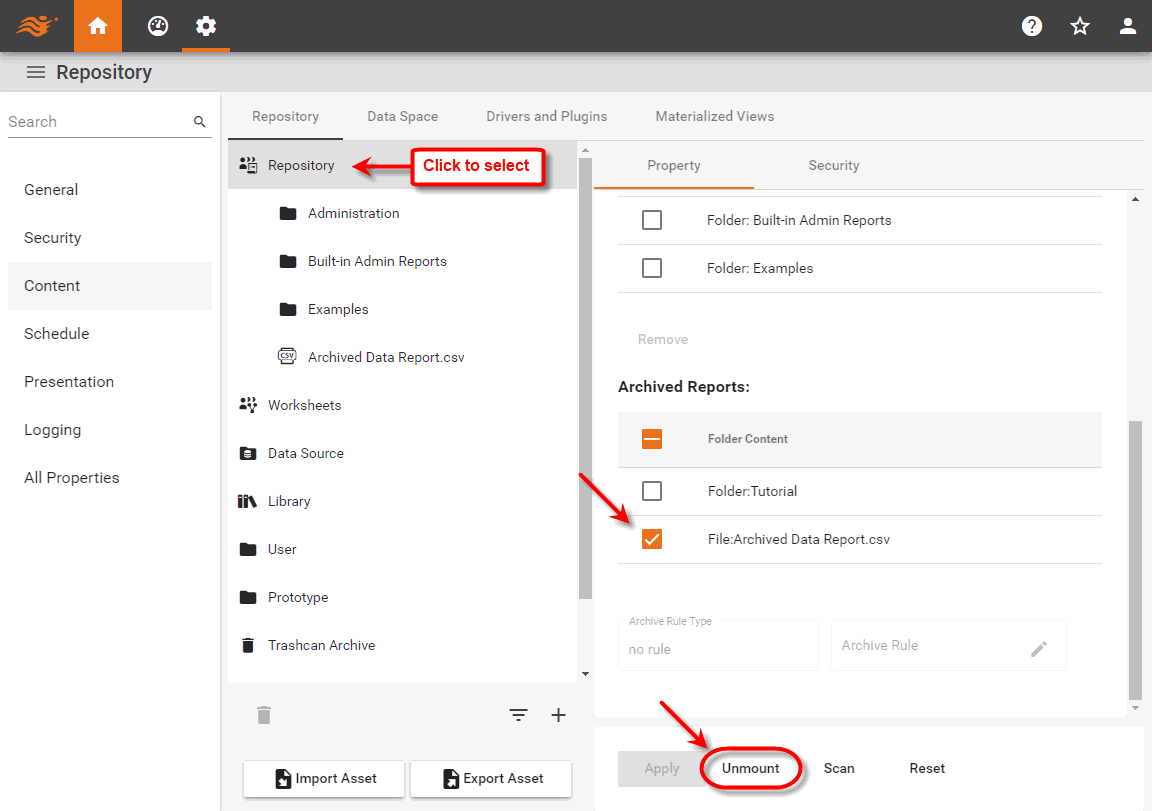 Repository
Search
General
Security
Content
Schedule
Presentation
Logging
All Properties
Repository
Data Space
Drivers and Plugins
Materialized Views
Repository
Click to select
Administration
Built-in Admin Reports
Examples
CSV
Archived Data Report.csv
Worksheets
Data Source
Library
User
Prototype
Trashcan Archive
Import Asset
Export Asset
Property
Security
Folder: Built-in Admin Reports
Folder: Examples
Remove
Archived Reports:
Folder Content
Folder:Tutorial
File:Archived Data Report.csv
Archive Rule Type
no rule
Archive Rule
Apply
Unmount
Scan
Reset